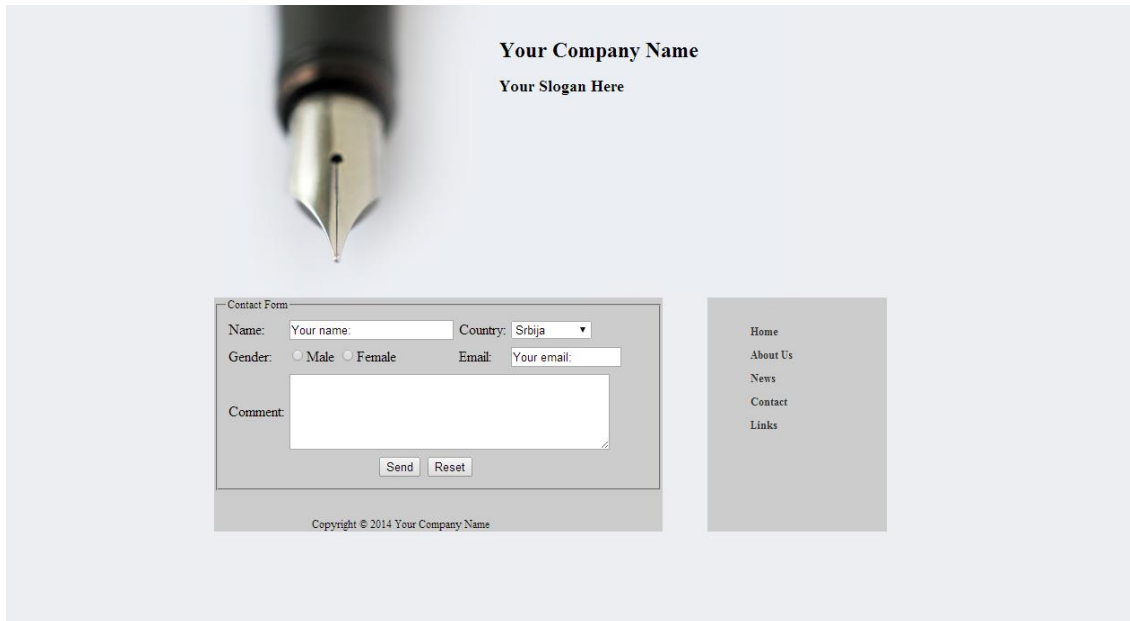 Your Company Name
Your Slogan Here
Contact Form
Name: Your name: Country: Srbija
Gender: Male Female Email: Your email:
Comment:
Send Reset
Copyright © 2014 Your Company Name
Home
About Us
News
Contact
Links